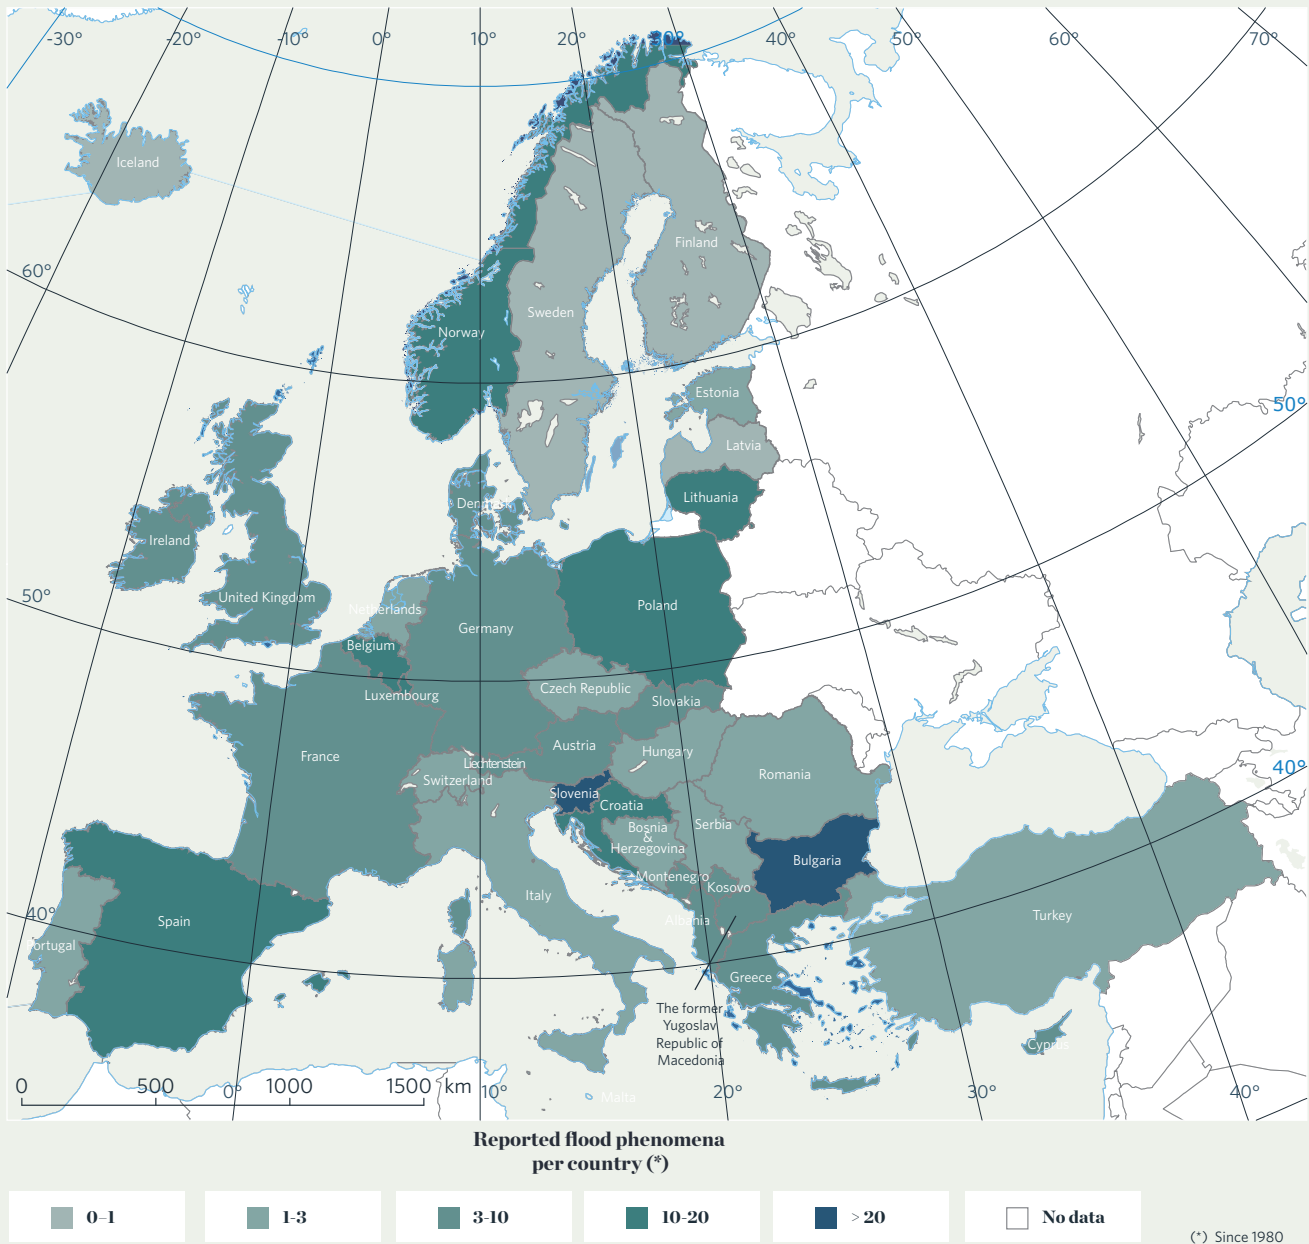 -30°
-20°
-10°
0°
10°
20°
30°
40°
50°
60°
70°
Iceland
60°
Finland
Sweden
Norway
Estonia
50°
Latvia
Lithuania
Denmark
Ireland
United Kingdom
50°
Netherlands
Poland
Germany
Belgium
Czech Republic
Luxembourg
Slovakia
Austria
Hungary
France
Liechtenstein
40°
Switzerland
Romania
Slovenia
Croatia
Serbia
Bosnia
&
Herzegovina
Bulgaria
Montenegro
Kosovo
Italy
40°
Spain
Albania
Turkey
Portugal
Greece
The former
Yugoslav
Republic of
Macedonia
Cyprus
0 500 1000 1500 km
0°
10°
20°
30°
40°
Malta
Reported flood phenomena
per country (*)
0-1
1-3
3-10
10-20
> 20
No data
(*) Since 1980